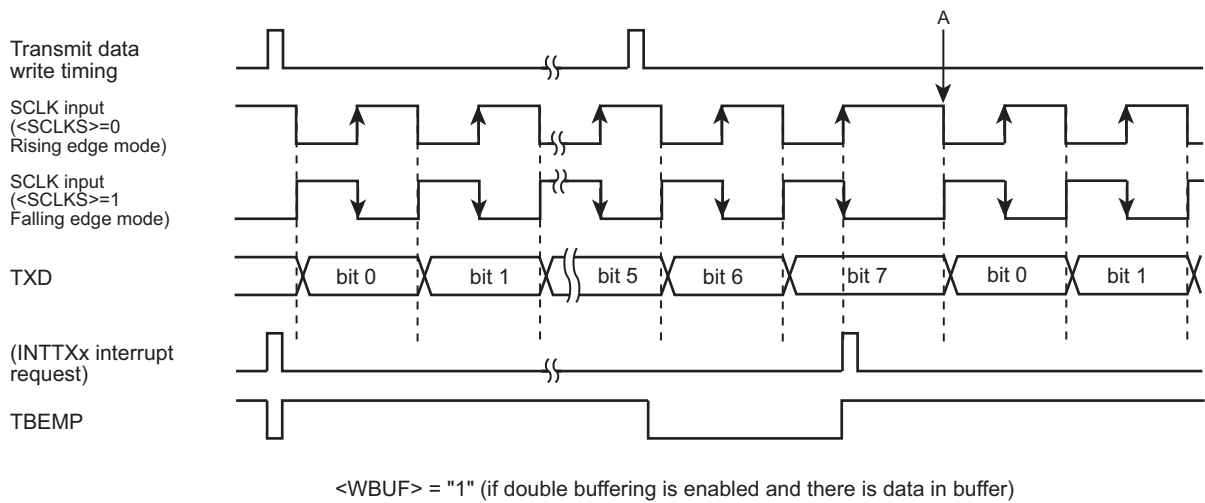 A
Transmit data
write timing
SCLK input
(<SCLKS>=0
Rising edge mode)
SCLK input
(<SCLKS>=1
Falling edge mode)
TXD
bit 0
bit 1
bit 5
bit 6
bit 7
bit 0
bit 1
(INTTXx interrupt
request)
TBEMP
<WBUF> = "1" (if double buffering is enabled and there is data in buffer)